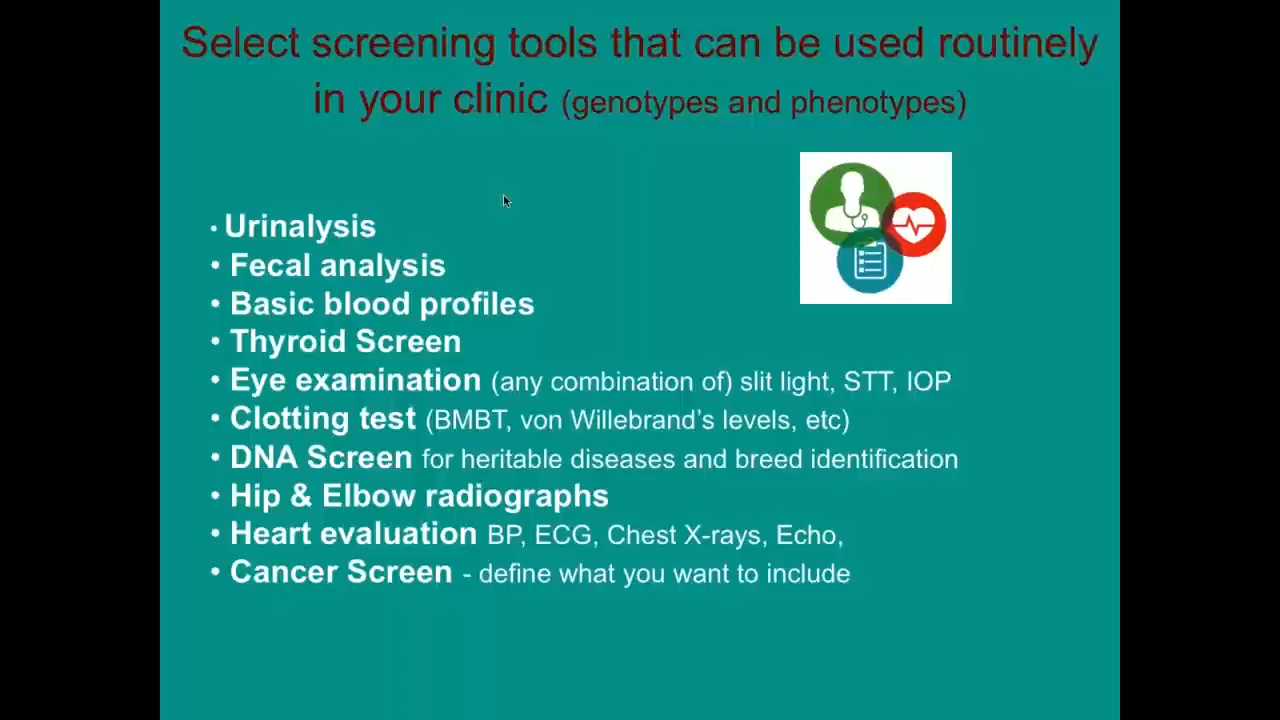 Select screening tools that can be used routinely
in your clinic (genotypes and phenotypes)
• Urinalysis
• Fecal analysis
• Basic blood profiles
• Thyroid Screen
• Eye examination (any combination of) slit light, STT, IOP
• Clotting test (BMBT, von Willebrand's levels, etc)
• DNA Screen for heritable diseases and breed identification
• Hip & Elbow radiographs
• Heart evaluation BP, ECG, Chest X-rays, Echo,
• Cancer Screen - define what you want to include